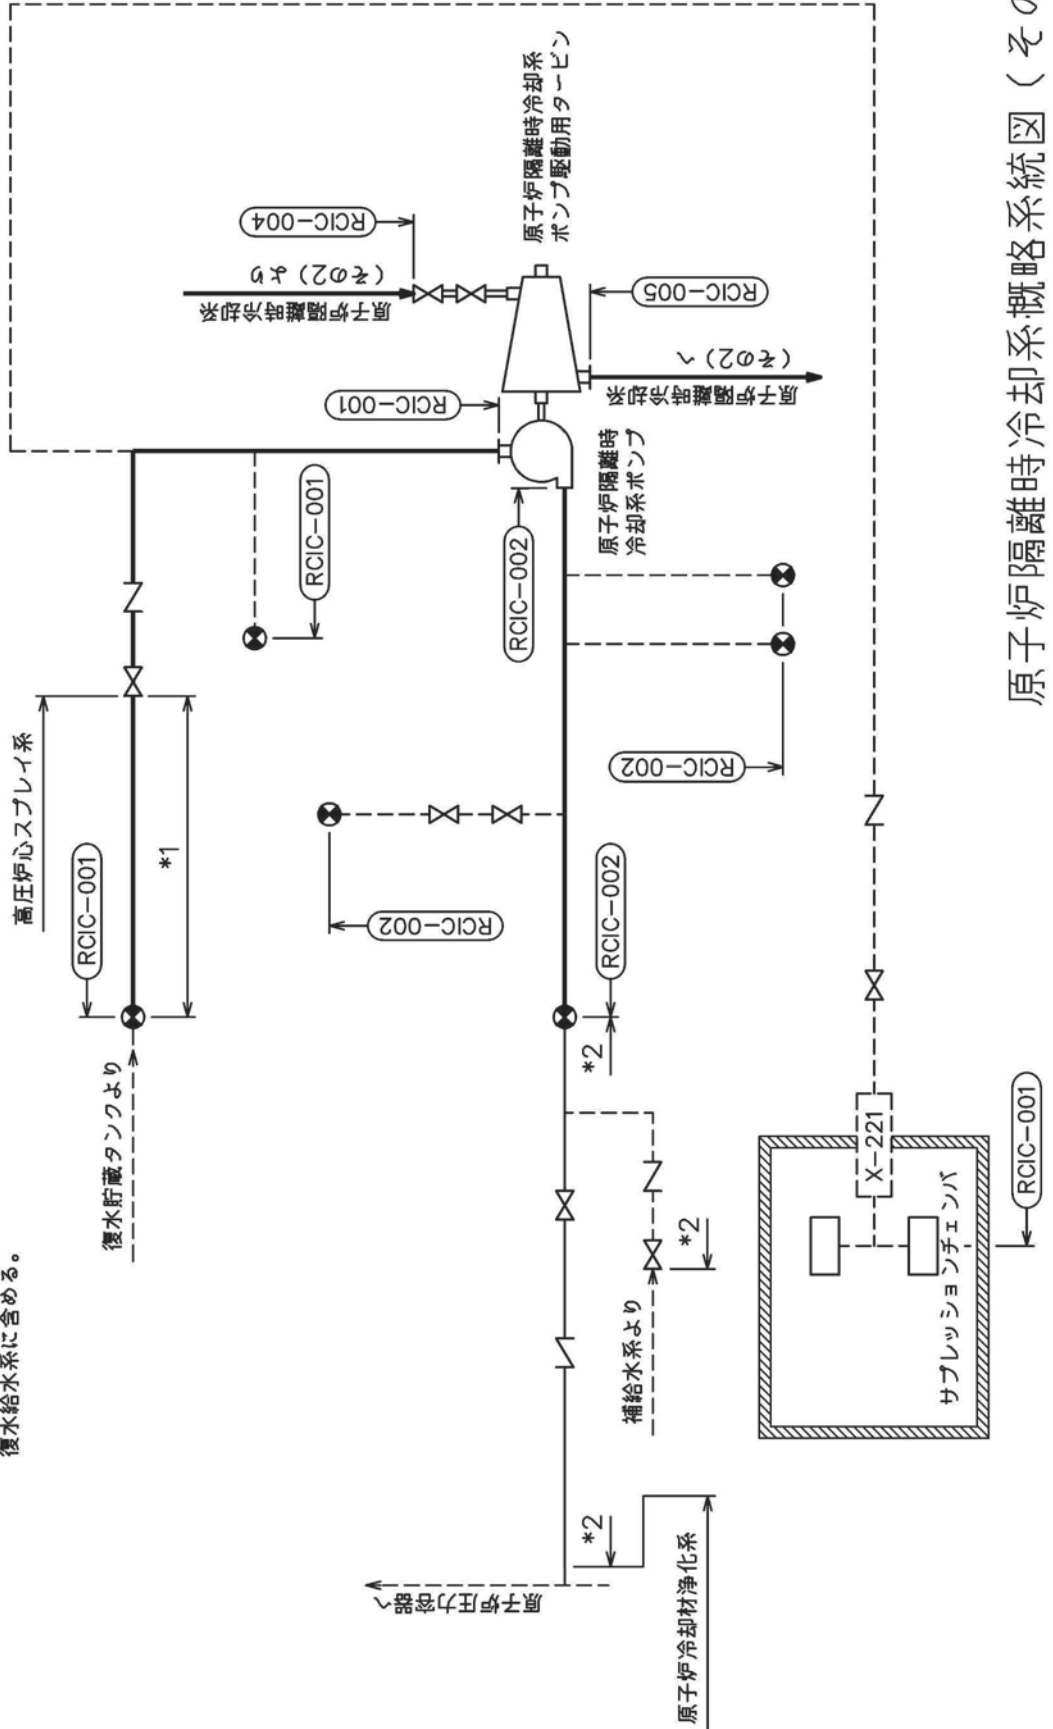 復水給水系に含める。
高圧炉心スプレイ系
RCIC-001
*1
復水貯蔵タンクより
RCIC-001
RCIC-001
RCIC-004
原子炉隔離時冷却系
(その2)より
原子炉隔離時冷却系
ポンプ駆動用タービン
RCIC-005
原子炉隔離時冷却系
(その2)へ
原子炉隔離時
冷却系ポンプ
RCIC-002
RCIC-002
RCIC-002
RCIC-002
*2
*2
補給水系より
*2
原子炉圧力容器へ
原子炉冷却材浄化系
X-221
サプレッションチェンバ
RCIC-001
原子炉隔離時冷却系概略系統図(その